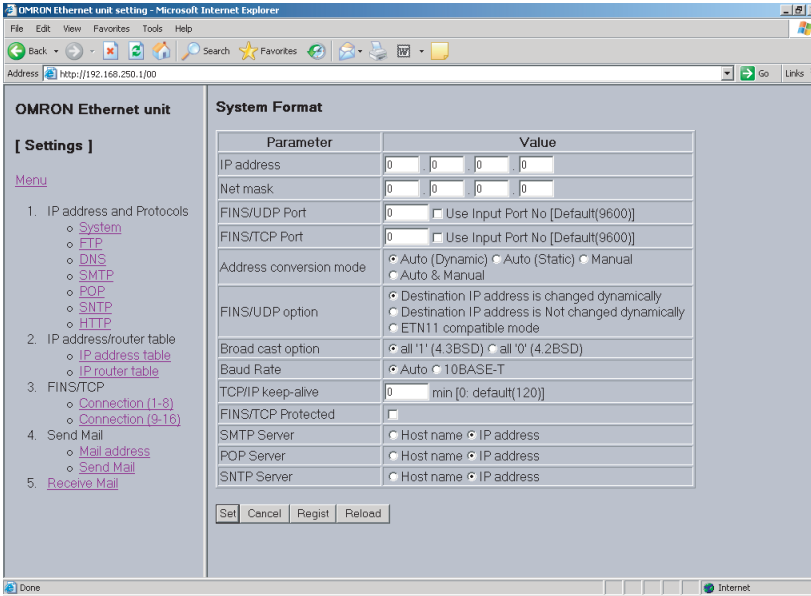 OMRON Ethernet unit setting - Microsoft Internet Explorer
File Edit View Favorites Tools Help
Back Search Favorites
Address http://192.168.250.1/00 Go Links
OMRON Ethernet unit
[ Settings ]
Menu
1. IP address and Protocols
System
FTP
DNS
SMTP
POP
SNTP
HTTP
2. IP address/router table
IP address table
IP router table
3. FINS/TCP
Connection (1-8)
Connection (9-16)
4. Send Mail
Mail address
Send Mail
5. Receive Mail
System Format
Parameter Value
IP address 0 . 0 . 0 . 0
Net mask 0 . 0 . 0 . 0
FINS/UDP Port 0 Use Input Port No [Default(9600)]
FINS/TCP Port 0 Use Input Port No [Default(9600)]
Address conversion mode Auto (Dynamic) Auto (Static) Manual
Auto & Manual
FINS/UDP option Destination IP address is changed dynamically
Destination IP address is Not changed dynamically
ETN11 compatible mode
Broad cast option all '1' (4.3BSD) all '0' (4.2BSD)
Baud Rate Auto 10BASE-T
TCP/IP keep-alive 0 min [0: default(120)]
FINS/TCP Protected
SMTP Server Host name IP address
POP Server Host name IP address
SNTP Server Host name IP address
Set Cancel Regist Reload
Done Internet